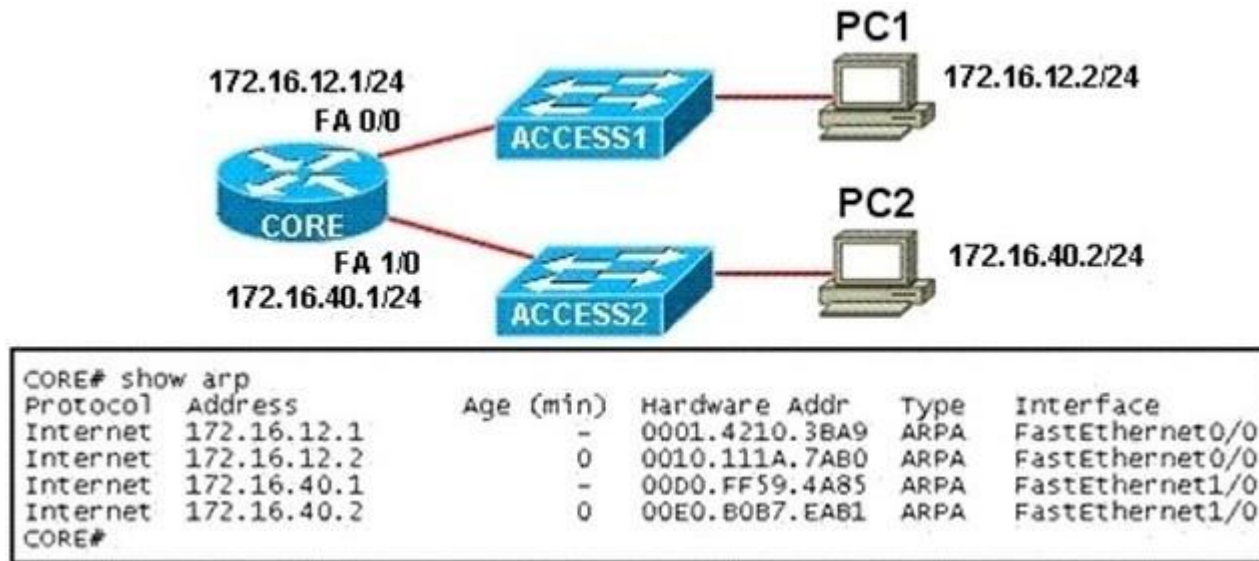 PC1
172.16.12.1/24
172.16.12.2/24
FA 0/0
ACCESS1
CORE
PC2
FA 1/0
172.16.40.2/24
172.16.40.1/24
ACCESS2
CORE# show arp
Protocol Address Age (min) Hardware Addr Type Interface
Internet 172.16.12.1 - 0001.4210.3BA9 ARPA FastEthernet0/0
Internet 172.16.12.2 0 0010.111A.7AB0 ARPA FastEthernet0/0
Internet 172.16.40.1 - 00D0.FF59.4A85 ARPA FastEthernet1/0
Internet 172.16.40.2 0 00E0.B0B7.EAB1 ARPA FastEthernet1/0
CORE#